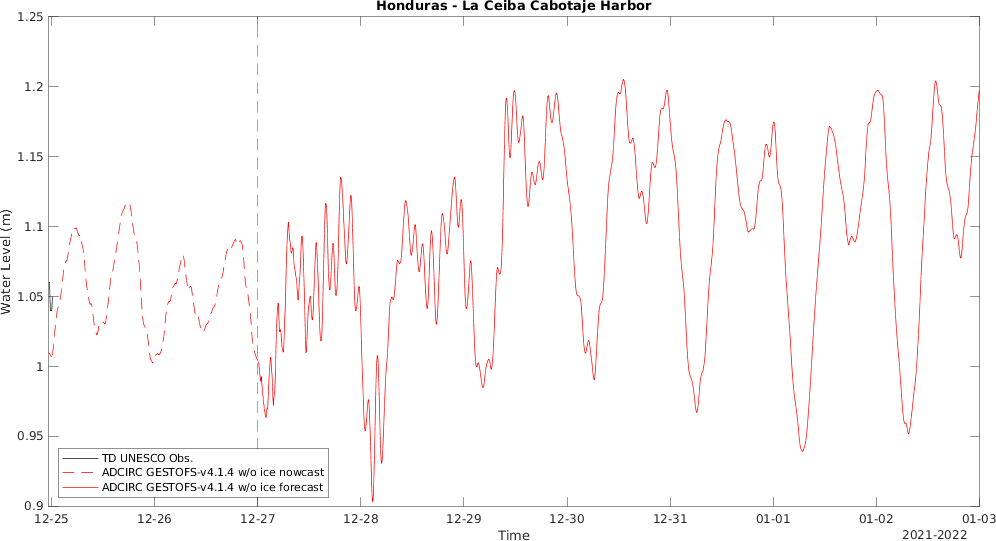 Honduras - La Ceiba Cabotaje Harbor
Water Level (m)
1.25
1.2
1.15
1.1
1.05
1
0.95
0.9
TD UNESCO Obs.
ADCIRC GESTOFS-v4.1.4 w/o ice nowcast
ADCIRC GESTOFS-v4.1.4 w/o ice forecast
12-25 12-26 12-27 12-28 12-29 12-30 12-31 01-01 01-02 01-03
Time
2021-2022